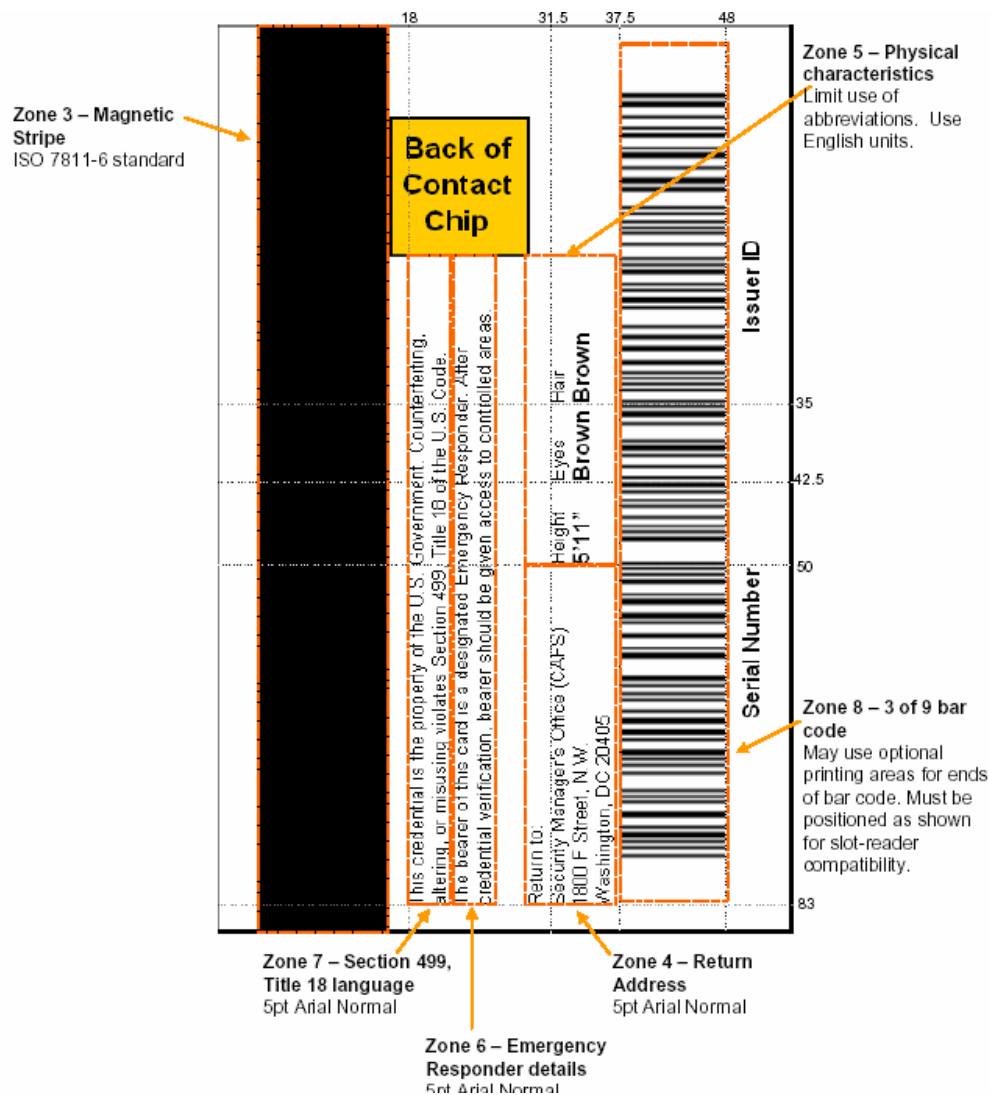 18 31.5 37.5 48
Zone 5 – Physical
characteristics
Limit use of
abbreviations. Use
English units.
Zone 3 – Magnetic
Stripe
ISO 7811-6 standard
Back of
Contact
Chip
Issuer ID
This credential is the property of the U.S. Government. Counterfeiting,
altering, or misusing violates Section 499, Title 18 of the U.S. Code.
The bearer of this card is a designated Emergency Responder. After
credential verification, bearer should be given access to controlled areas.
Height Eyes Hair
5'11” Brown Brown
35
42.5
50
Serial Number
Return to:
Security Manager's Office (CAFS)
1800 F Street, N.W.
Washington, DC 20405
Zone 8 – 3 of 9 bar
code
May use optional
printing areas for ends
of bar code. Must be
positioned as shown
for slot-reader
compatibility.
83
Zone 7 – Section 499,
Title 18 language
5pt Arial Normal
Zone 4 – Return
Address
5pt Arial Normal
Zone 6 – Emergency
Responder details
5pt Arial Normal